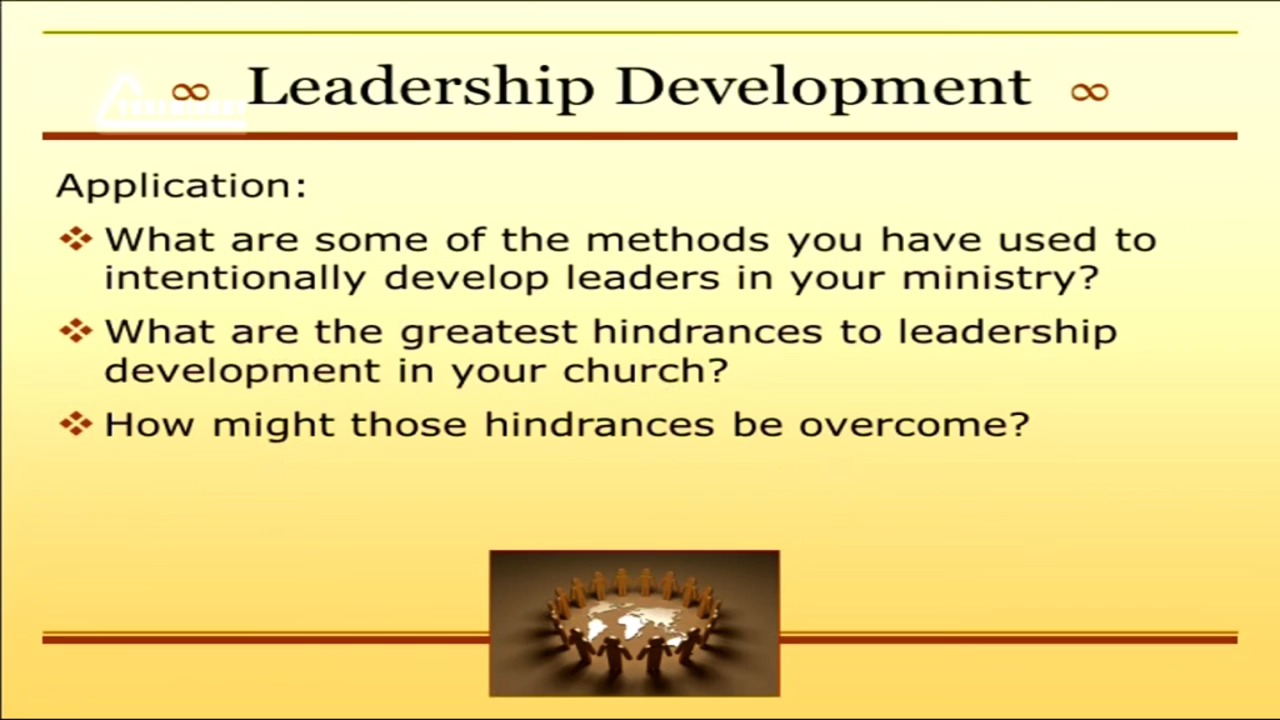 ∞ Leadership Development ∞
Application:
❖ What are some of the methods you have used to
intentionally develop leaders in your ministry?
❖ What are the greatest hindrances to leadership
development in your church?
❖ How might those hindrances be overcome?